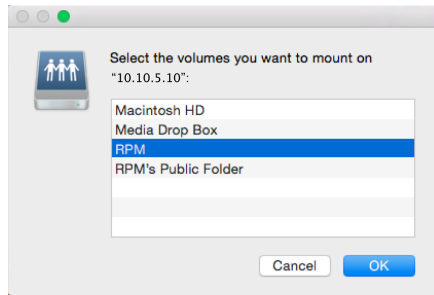 Select the volumes you want to mount on
"10.10.5.10":
Macintosh HD
Media Drop Box
RPM
RPM's Public Folder
Cancel
OK